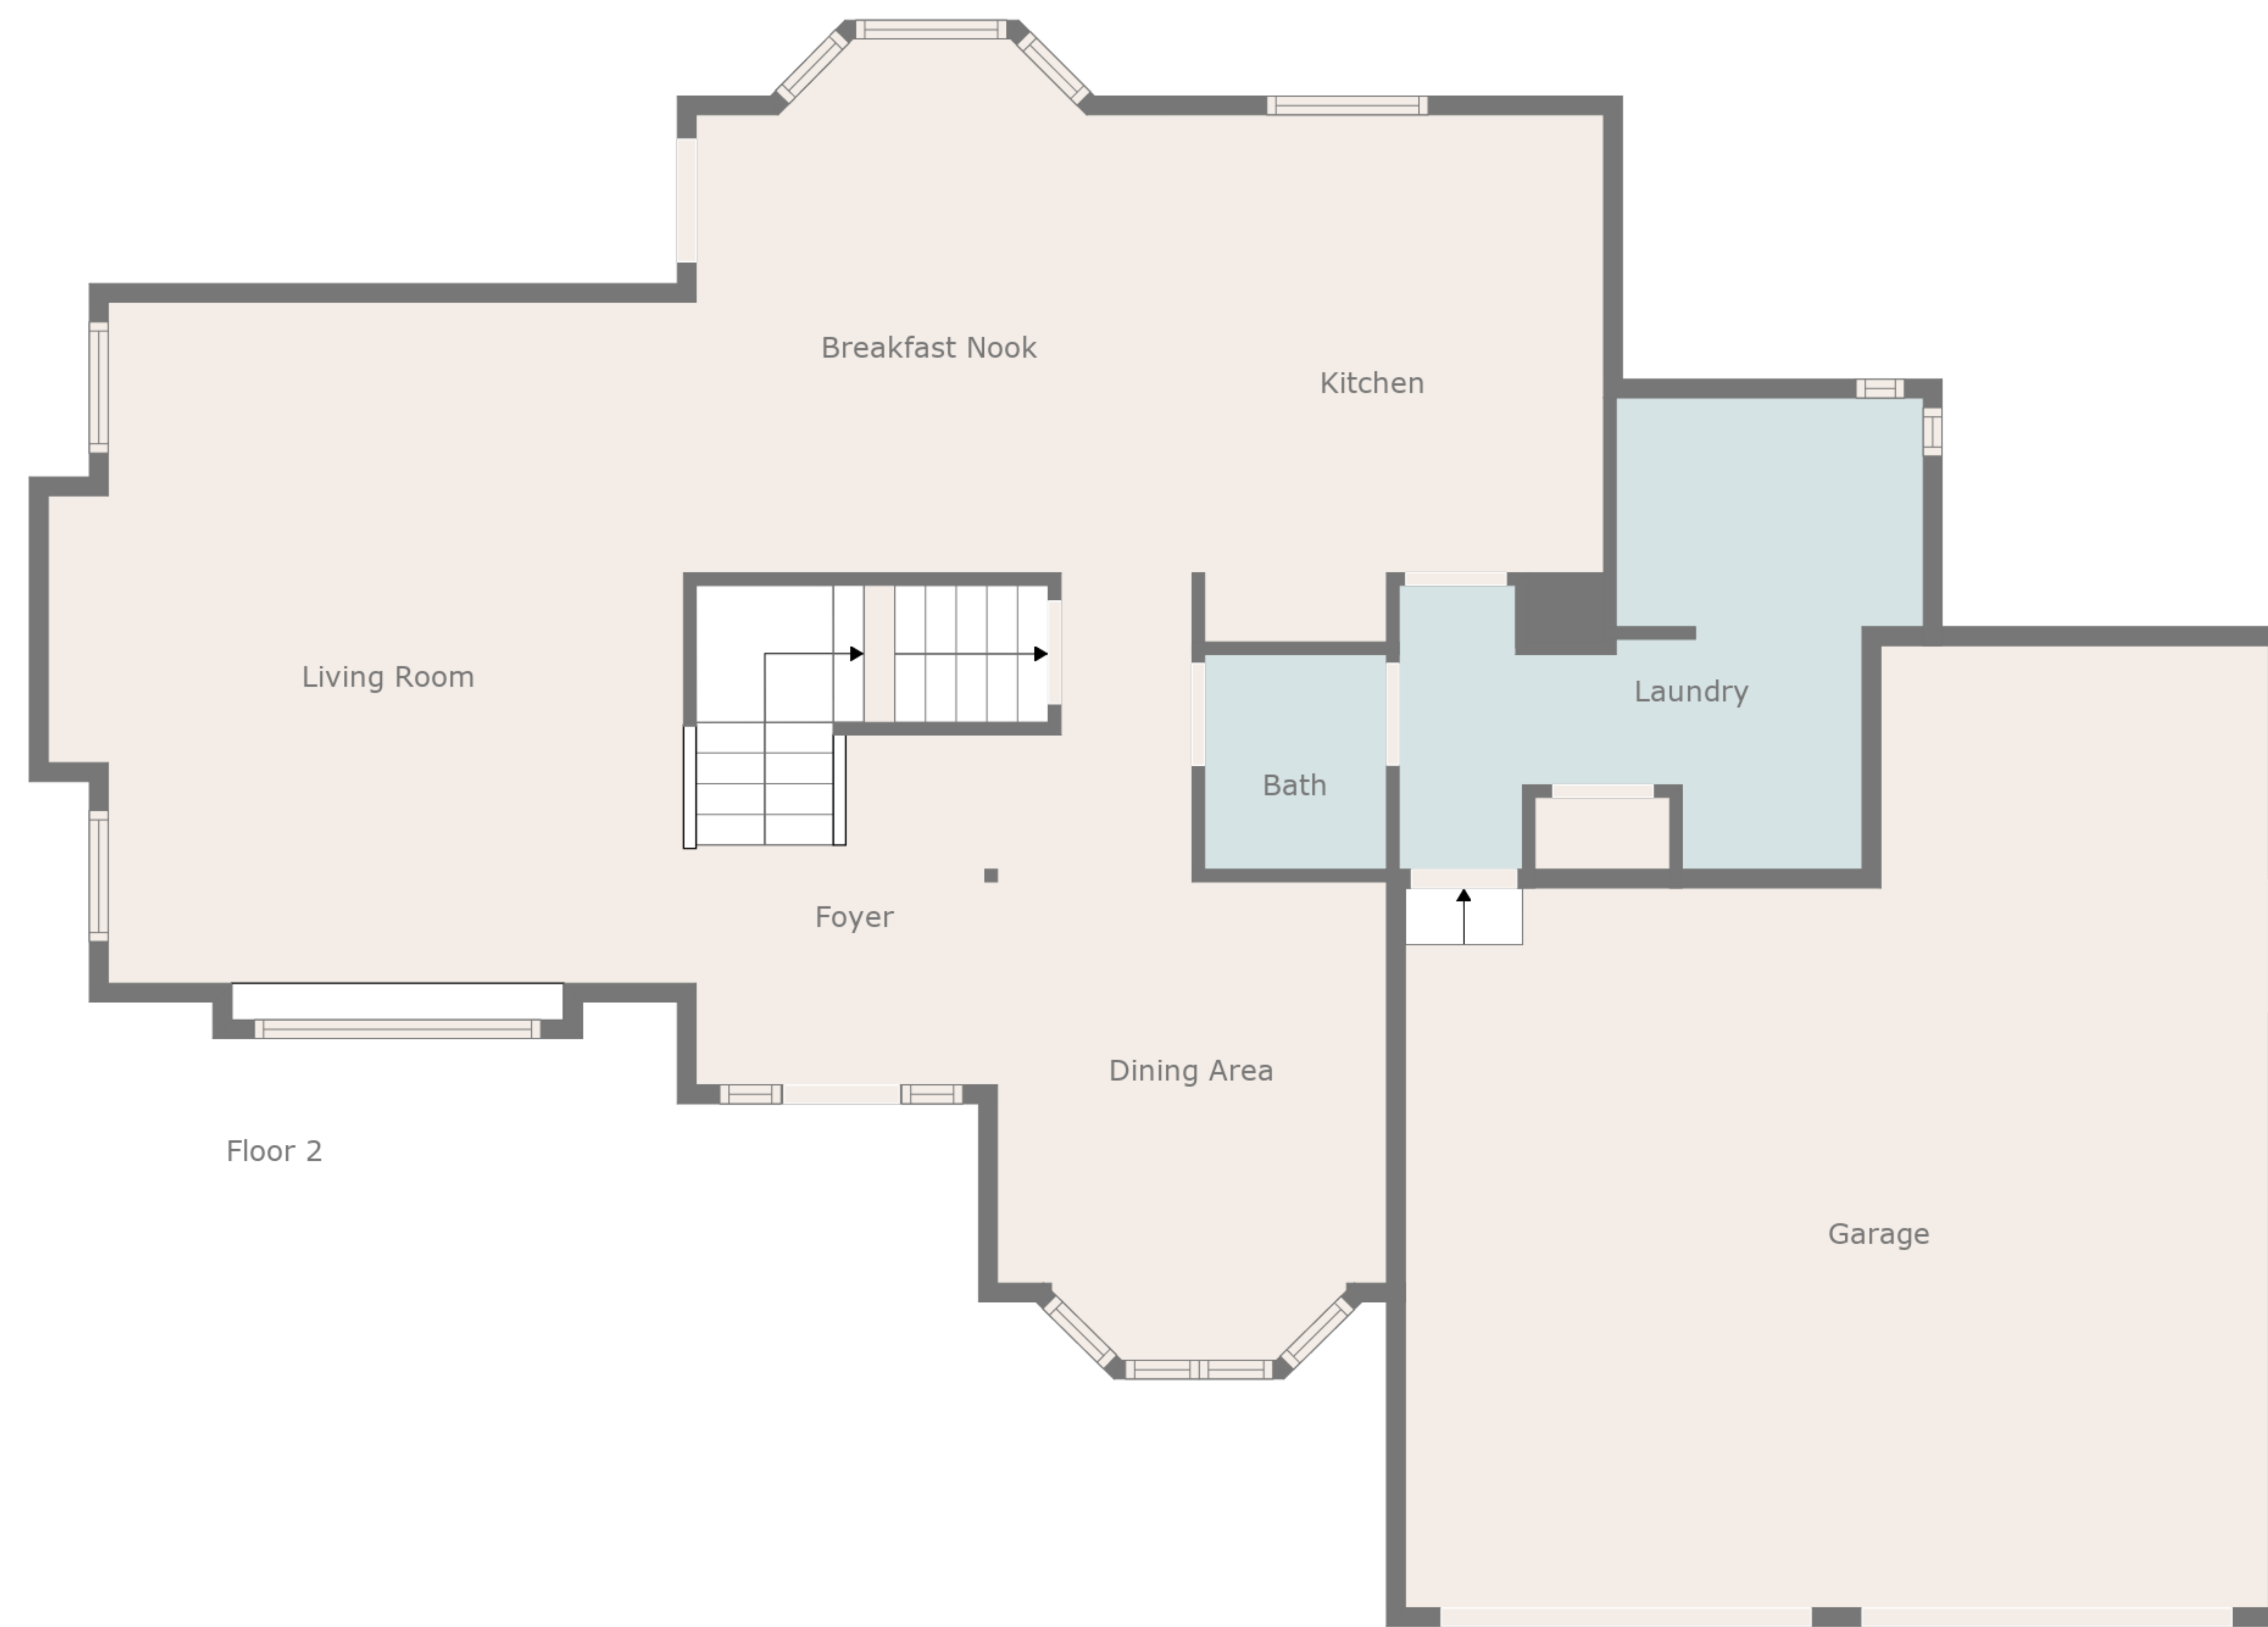 Breakfast Nook
Kitchen
Living Room
Laundry
Bath
Foyer
Dining Area
Floor 2
Garage